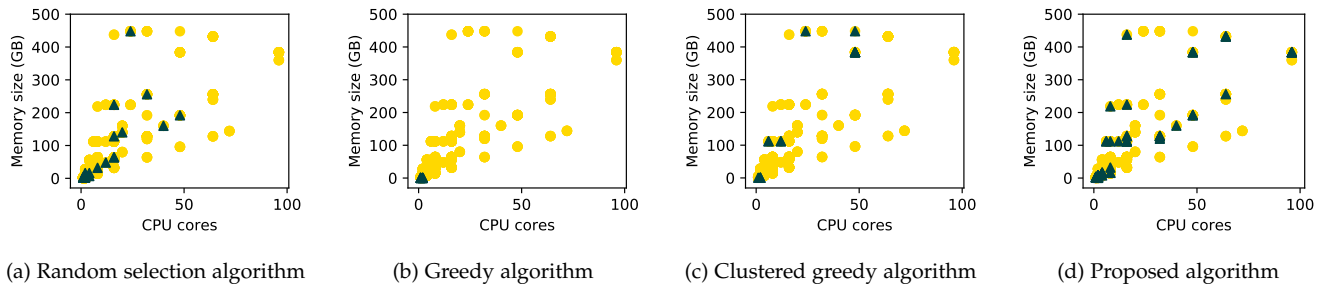 500
400
300
200
100
0
Memory size (GB)
0 50 100
CPU cores
(a) Random selection algorithm
500
400
300
200
100
0
Memory size (GB)
0 50 100
CPU cores
(b) Greedy algorithm
500
400
300
200
100
0
Memory size (GB)
0 50 100
CPU cores
(c) Clustered greedy algorithm
500
400
300
200
100
0
Memory size (GB)
0 50 100
CPU cores
(d) Proposed algorithm